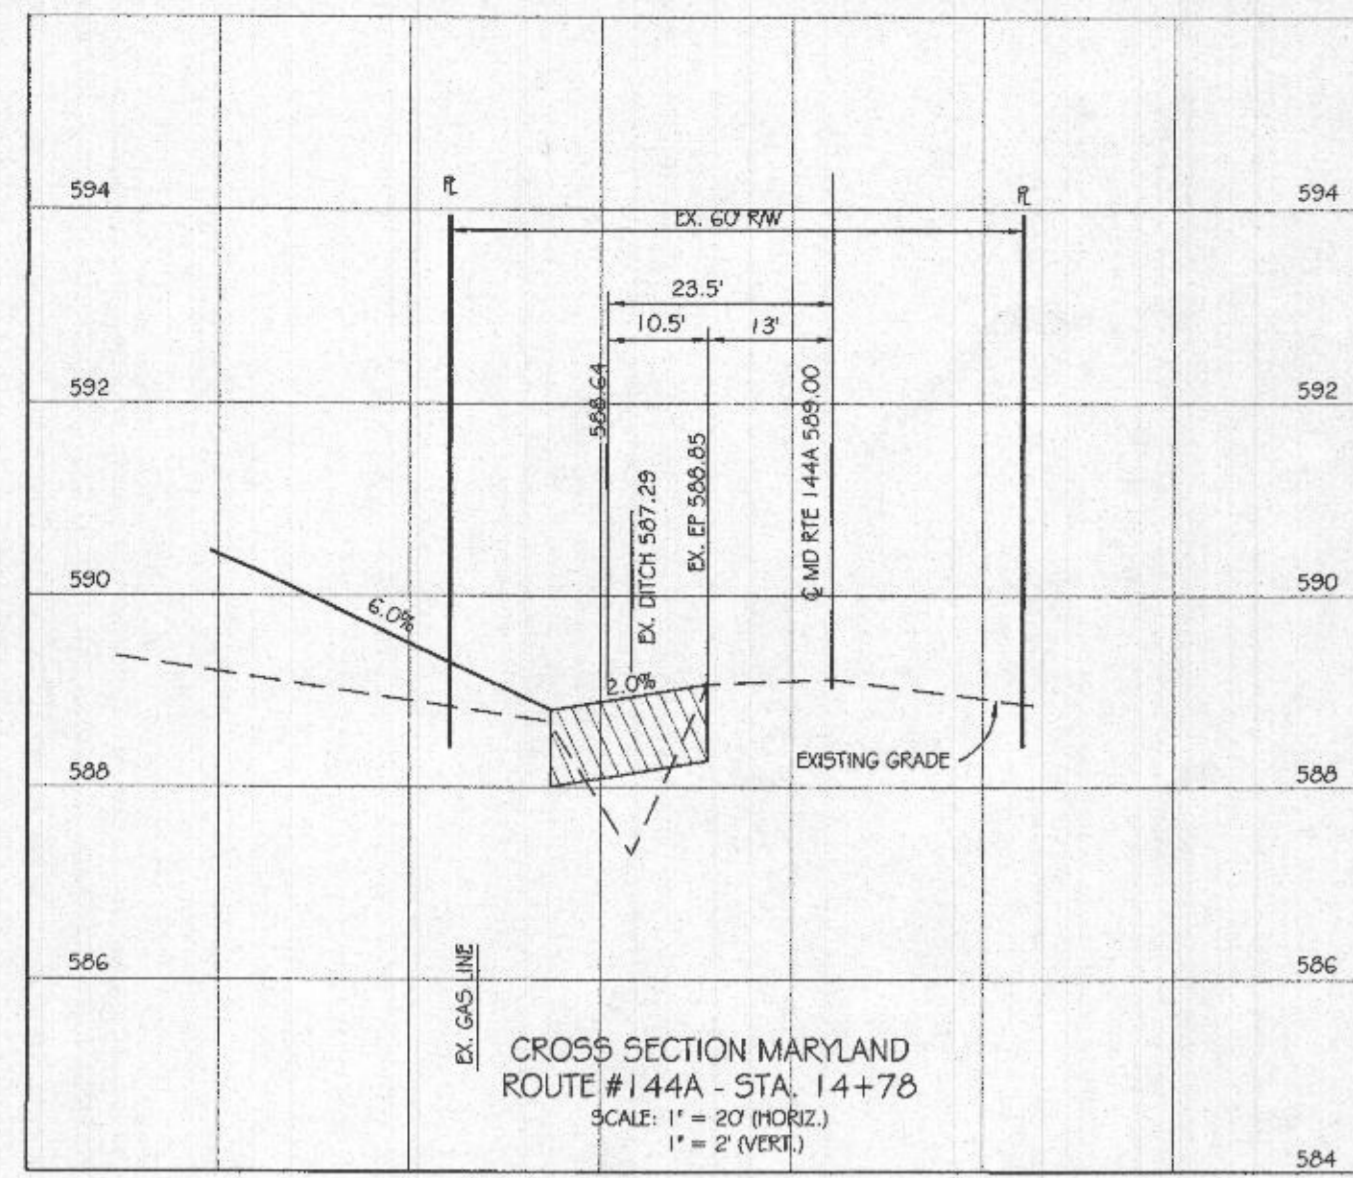 594
PL
PL
594
EX. 60' R/W
23.5'
10.5'
13'
592
588.64
EX. DITCH 587.29
EX. EP 588.85
CL MD RTE 144A 589.00
592
590
590
6.0%
2.0%
EXISTING GRADE
588
588
586
586
EX. GAS LINE
CROSS SECTION MARYLAND
ROUTE #144A - STA. 14+78
SCALE: 1" = 20' (HORIZ.)
1" = 2' (VERT.)
584